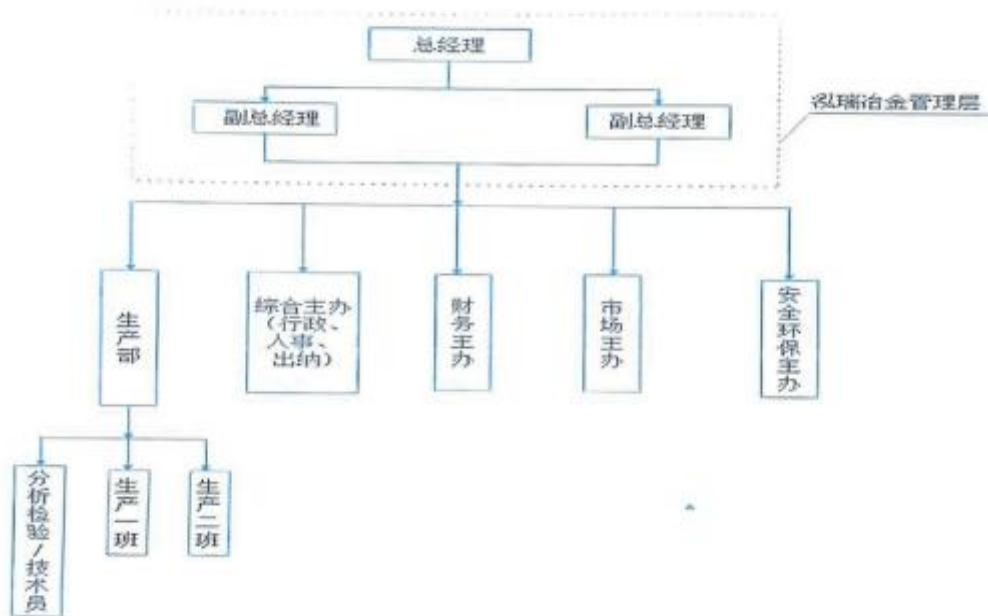 总经理
副总经理
副总经理
泓瑞冶金管理层
生产部
综合主办
（行政、
人事、
出纳）
财务主办
市场主办
安全环保主办
分析检验/技术员
生产一班
生产二班